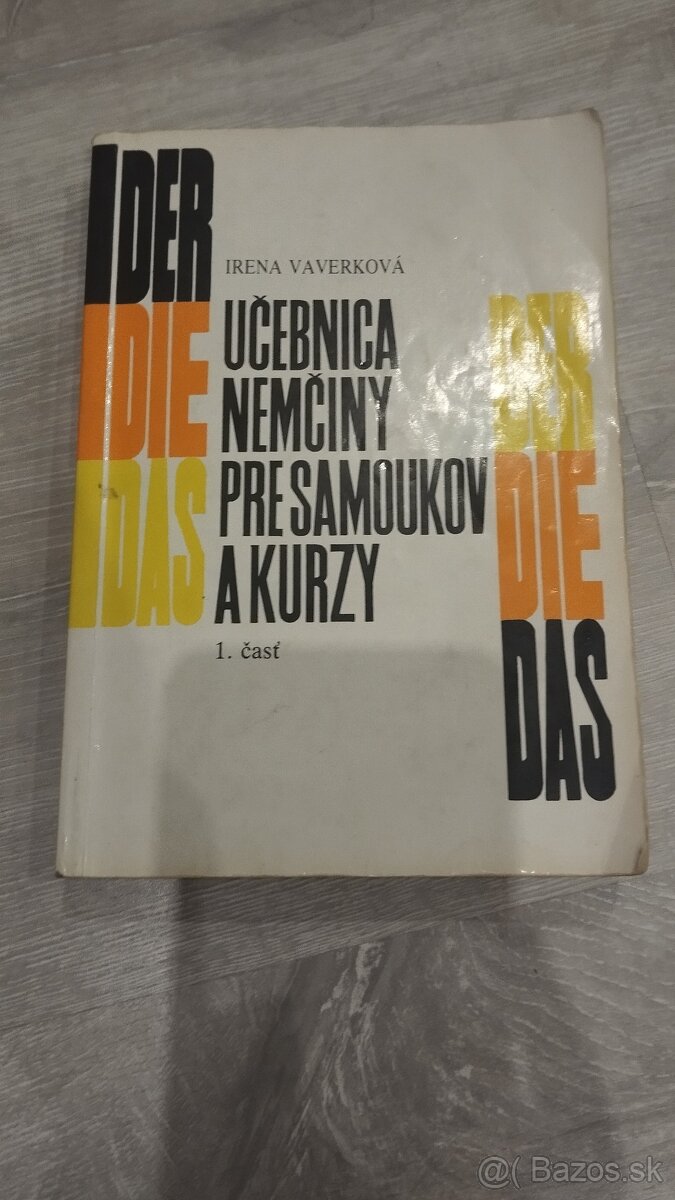 DER
DIE
DAS
IRENA VAVERKOVÁ
UČEBNICA
NEMČINY
PRE SAMOUKOV
A KURZY
1. časť
DER
DIE
DAS
@( Bazos.sk